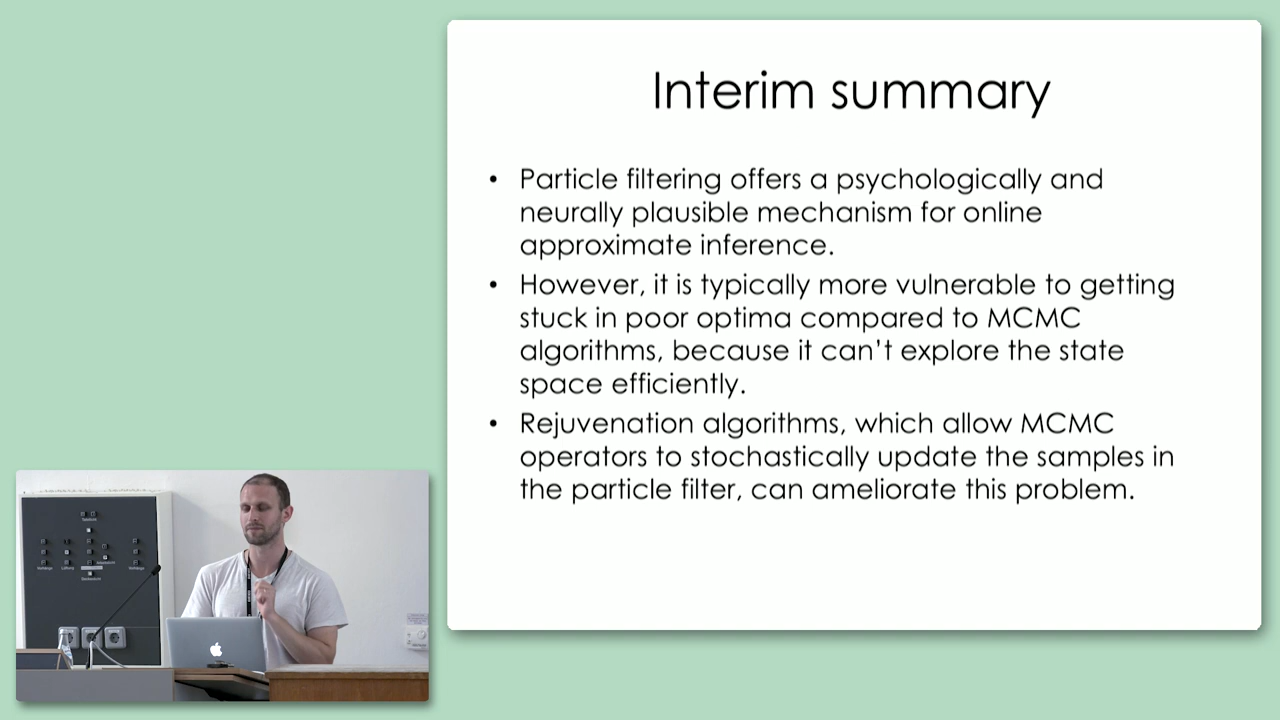 Interim summary
• Particle filtering offers a psychologically and
neurally plausible mechanism for online
approximate inference.
• However, it is typically more vulnerable to getting
stuck in poor optima compared to MCMC
algorithms, because it can't explore the state
space efficiently.
• Rejuvenation algorithms, which allow MCMC
operators to stochastically update the samples in
the particle filter, can ameliorate this problem.